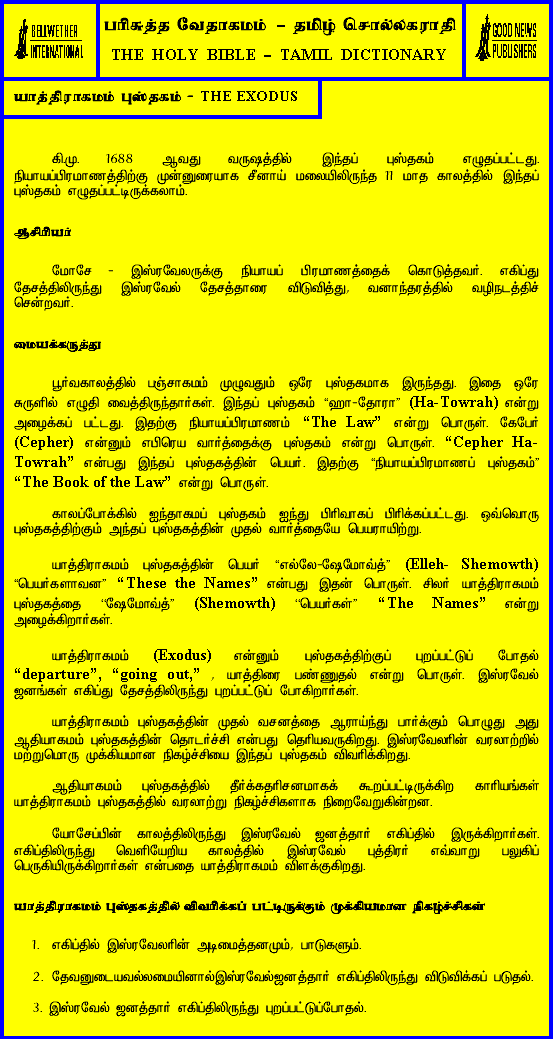 BELLWETHER
INTERNATIONAL
பரிசுத்த வேதாகமம் – தமிழ் சொல்லகராதி
THE HOLY BIBLE – TAMIL DICTIONARY
GOOD NEWS
PUBLISHERS
யாத்திராகமம் புஸ்தகம் - THE EXODUS
கி.மு. 1688 ஆவது வருஷத்தில் இந்தப் புஸ்தகம் எழுதப்பட்டது.
நியாயப்பிரமாணத்திற்கு முன்னுரையாக சீனாய் மலையிலிருந்த 11 மாத காலத்தில் இந்தப்
புஸ்தகம் எழுதப்பட்டிருக்கலாம்.
ஆசிரியர்
மோசே - இஸ்ரவேலருக்கு நியாயப் பிரமாணத்தைக் கொடுத்தவர். எகிப்து
தேசத்திலிருந்து இஸ்ரவேல் தேசத்தாரை விடுவித்து, வனாந்தரத்தில் வழிநடத்திச்
சென்றவர்.
மையக்கருத்து
பூர்வகாலத்தில் பஞ்சாகமம் முழுவதும் ஒரே புஸ்தகமாக இருந்தது. இதை ஒரே
சுருளில் எழுதி வைத்திருந்தார்கள். இந்தப் புஸ்தகம் “ஹா-தோரா” (Ha-Towrah) என்று
அழைக்கப் பட்டது. இதற்கு நியாயப்பிரமாணம் “The Law” என்று பொருள். கேபேர்
(Cepher) என்னும் எபிரெய வார்த்தைக்கு புஸ்தகம் என்று பொருள். “Cepher Ha-
Towrah” என்பது இந்தப் புஸ்தகத்தின் பெயர். இதற்கு “நியாயப்பிரமாணப் புஸ்தகம்”
“The Book of the Law” என்று பொருள்.
காலப்போக்கில் ஐந்தாகமப் புஸ்தகம் ஐந்து பிரிவாகப் பிரிக்கப்பட்டது. ஒவ்வொரு
புஸ்தகத்திற்கும் அந்தப் புஸ்தகத்தின் முதல் வார்த்தையே பெயராயிற்று.
யாத்திராகமம் புஸ்தகத்தின் பெயர் “எல்லே-ஷேமோவ்த்” (Elleh- Shemowth)
“பெயர்களாவன” “These the Names” என்பது இதன் பொருள். சிலர் யாத்திராகமம்
புஸ்தகத்தை “ஷேமோவ்த்” (Shemowth) “பெயர்கள்” “The Names” என்று
அழைக்கிறார்கள்.
யாத்திராகமம் (Exodus) என்னும் புஸ்தகத்திற்குப் புறப்பட்டுப் போதல்
“departure”, “going out,” , யாத்திரை பண்ணுதல் என்று பொருள். இஸ்ரவேல்
ஜனங்கள் எகிப்து தேசத்திலிருந்து புறப்பட்டுப் போகிறார்கள்.
யாத்திராகமம் புஸ்தகத்தின் முதல் வசனத்தை ஆராய்ந்து பார்க்கும் பொழுது அது
ஆதியாகமம் புஸ்தகத்தின் தொடர்ச்சி என்பது தெரியவருகிறது. இஸ்ரவேலரின் வரலாற்றில்
மற்றுமொரு முக்கியமான நிகழ்ச்சியை இந்தப் புஸ்தகம் விவரிக்கிறது.
ஆதியாகமம் புஸ்தகத்தில் தீர்க்கதரிசனமாகக் கூறப்பட்டிருக்கிற காரியங்கள்
யாத்திராகமம் புஸ்தகத்தில் வரலாற்று நிகழ்ச்சிகளாக நிறைவேறுகின்றன.
யோசேப்பின் காலத்திலிருந்து இஸ்ரவேல் ஜனத்தார் எகிப்தில் இருக்கிறார்கள்.
எகிப்திலிருந்து வெளியேறிய காலத்தில் இஸ்ரவேல் புத்திரர் எவ்வாறு பலுகிப்
பெருகியிருக்கிறார்கள் என்பதை யாத்திராகமம் விளக்குகிறது.
யாத்திராகமம் புஸ்தகத்தில் விவரிக்கப் பட்டிருக்கும் முக்கியமான நிகழ்ச்சிகள்
1. எகிப்தில் இஸ்ரவேலரின் அடிமைத்தனமும், பாடுகளும்.
2. தேவனுடையவல்லமையினால்இஸ்ரவேல்ஜனத்தார் எகிப்திலிருந்து விடுவிக்கப் படுதல்.
3. இஸ்ரவேல் ஜனத்தார் எகிப்திலிருந்து புறப்பட்டுப்போதல்.